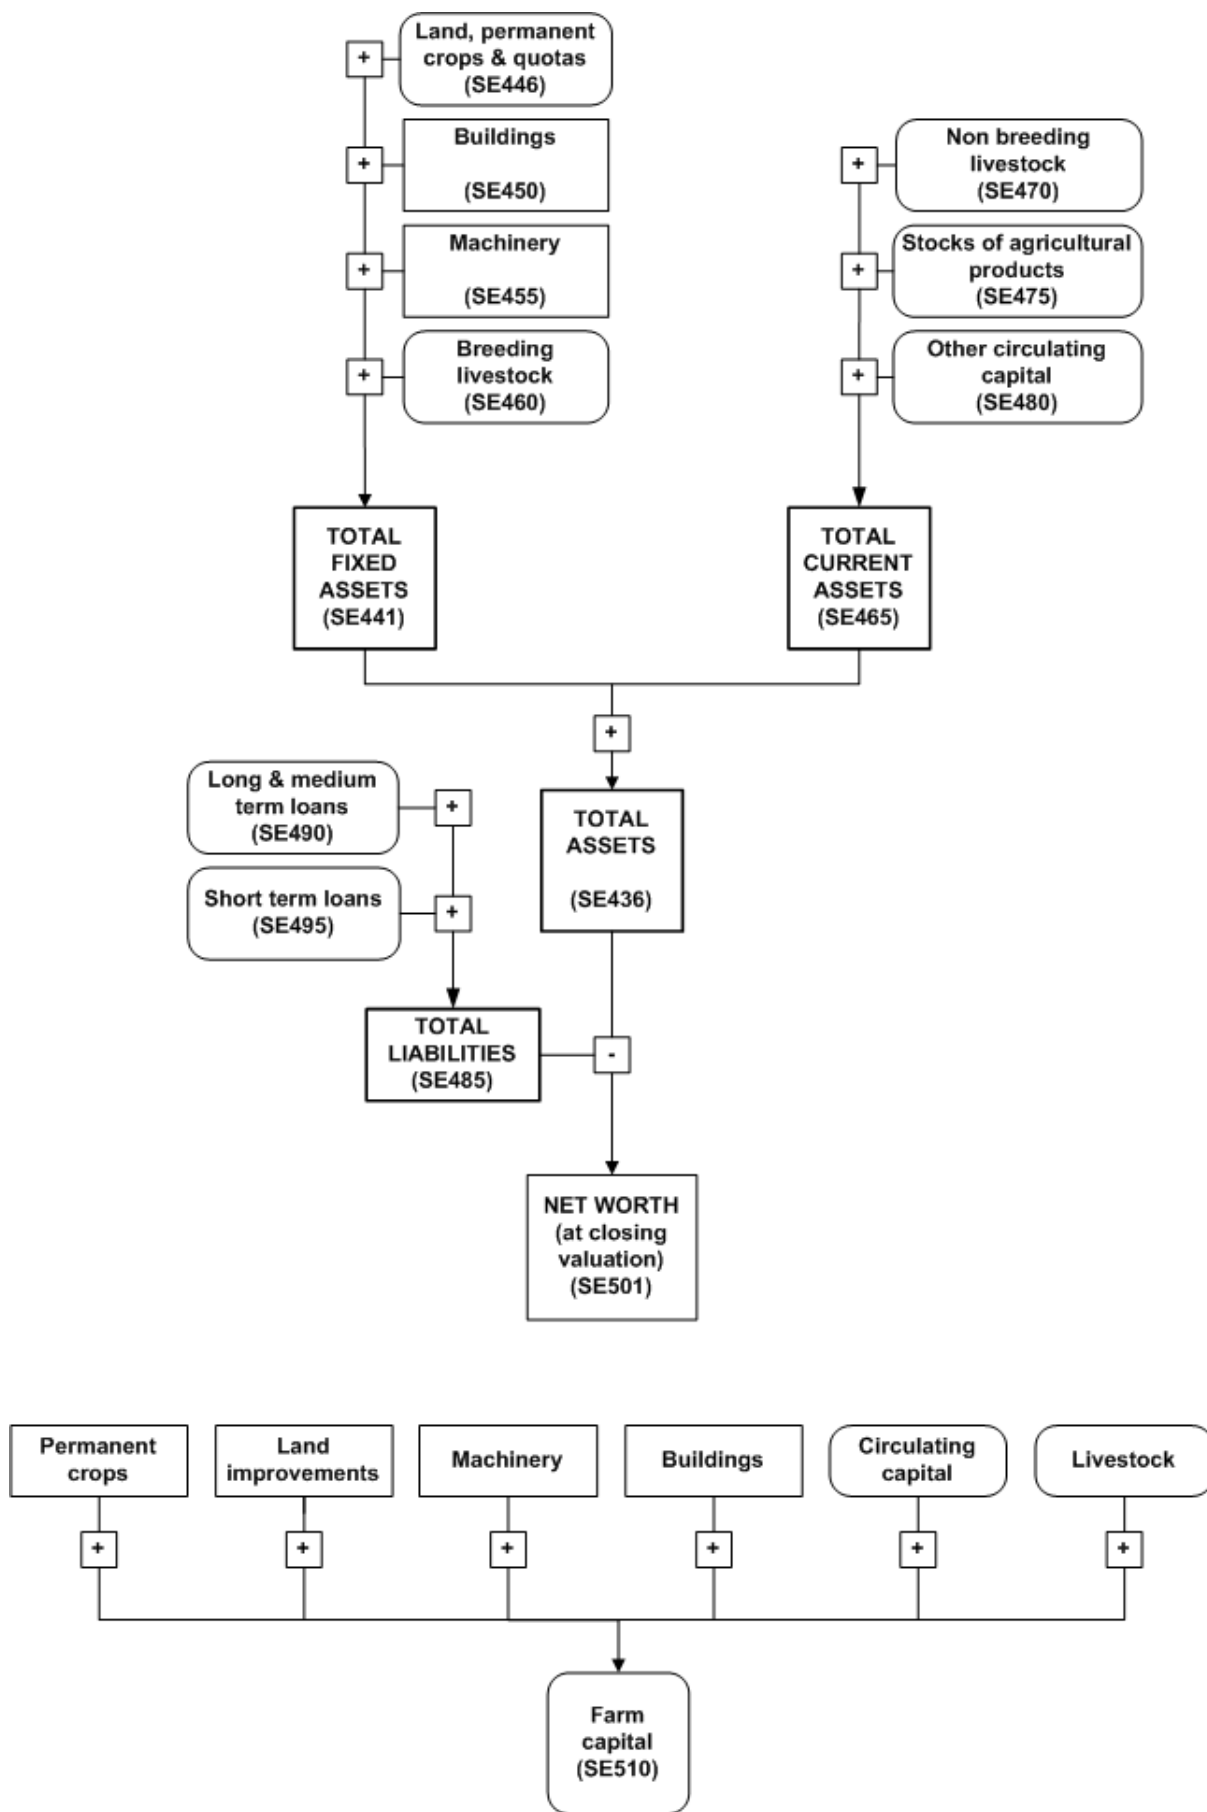 +
Land, permanent
crops & quotas
(SE446)
+
Buildings
(SE450)
+
Machinery
(SE455)
+
Breeding
livestock
(SE460)
+
Non breeding
livestock
(SE470)
+
Stocks of agricultural
products
(SE475)
+
Other circulating
capital
(SE480)
TOTAL
FIXED
ASSETS
(SE441)
TOTAL
CURRENT
ASSETS
(SE465)
+
Long & medium
term loans
(SE490)
+
Short term loans
(SE495)
+
TOTAL
ASSETS
(SE436)
TOTAL
LIABILITIES
(SE485)
-
NET WORTH
(at closing
valuation)
(SE501)
Permanent
crops
Land
improvements
Machinery
Buildings
Circulating
capital
Livestock
+
+
+
+
+
+
Farm
capital
(SE510)